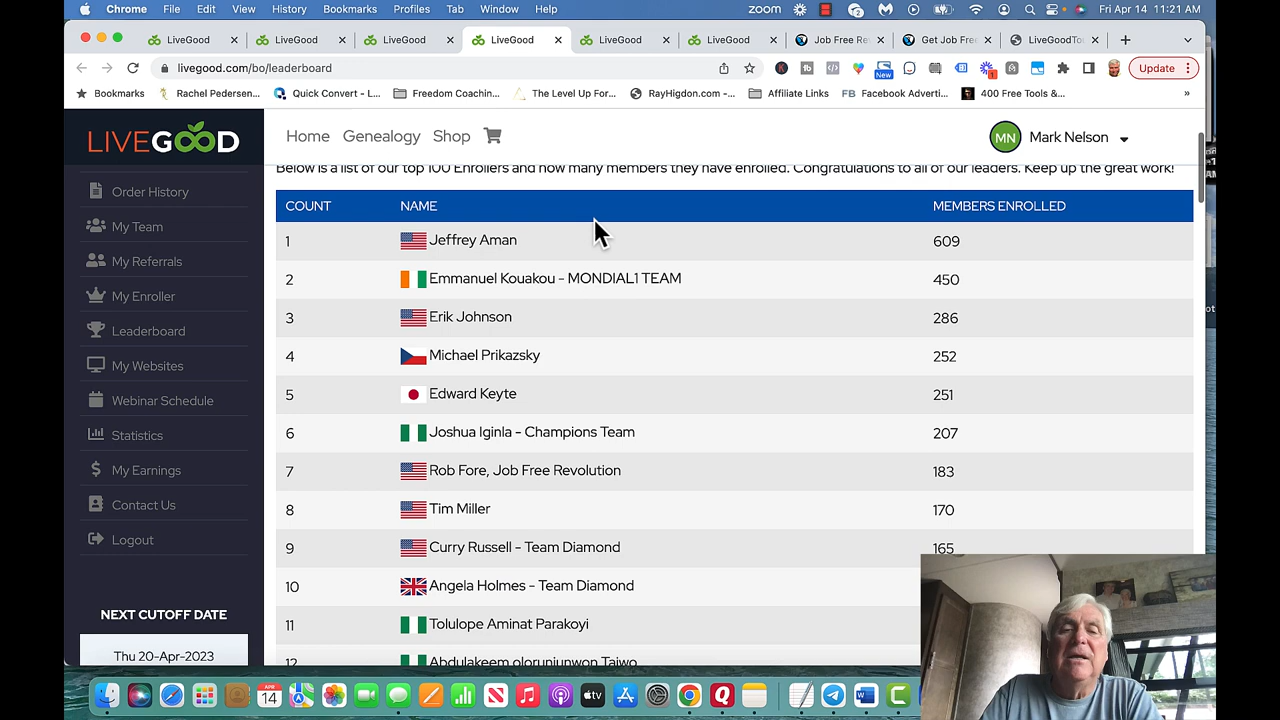 Chrome File Edit View History Bookmarks Profiles Tab Window Help zoom Fri Apr 14 11:21 AM
LiveGood LiveGood LiveGood LiveGood LiveGood LiveGood Job Free Re Get Job Free LiveGoodTo
livegood.com/bo/leaderboard New Update
Bookmarks Rachel Pedersen... Quick Convert - L... Freedom Coachin... The Level Up For... RayHigdon.com -... Affiliate Links FB Facebook Adverti... 400 Free Tools &... »
LIVEGOOD Home Genealogy Shop MN Mark Nelson
Below is a list of our top 100 Enrollers and how many members they have enrolled. Congratulations to all of our leaders. Keep up the great work!
Order History
My Team
My Referrals
My Enroller
Leaderboard
My Websites
Webinar Schedule
Statistics
My Earnings
Contact Us
Logout
NEXT CUTOFF DATE
Thu 20-Apr-2023
COUNT NAME MEMBERS ENROLLED
1 Jeffrey Aman 609
2 Emmanuel Kouakou - MONDIAL1 TEAM 450
3 Erik Johnson 286
4 Michael Prikazsky 252
5 Edward Keyte
6 Joshua - Champions Team
7 Rob Fore, Job Free Revolution
8 Tim Miller 170
9 Curry Russell - Team Diamond 165
10 Angela Holmes - Team Diamond
11 Tolulope Aminat Parakoyi
12 Taiwo